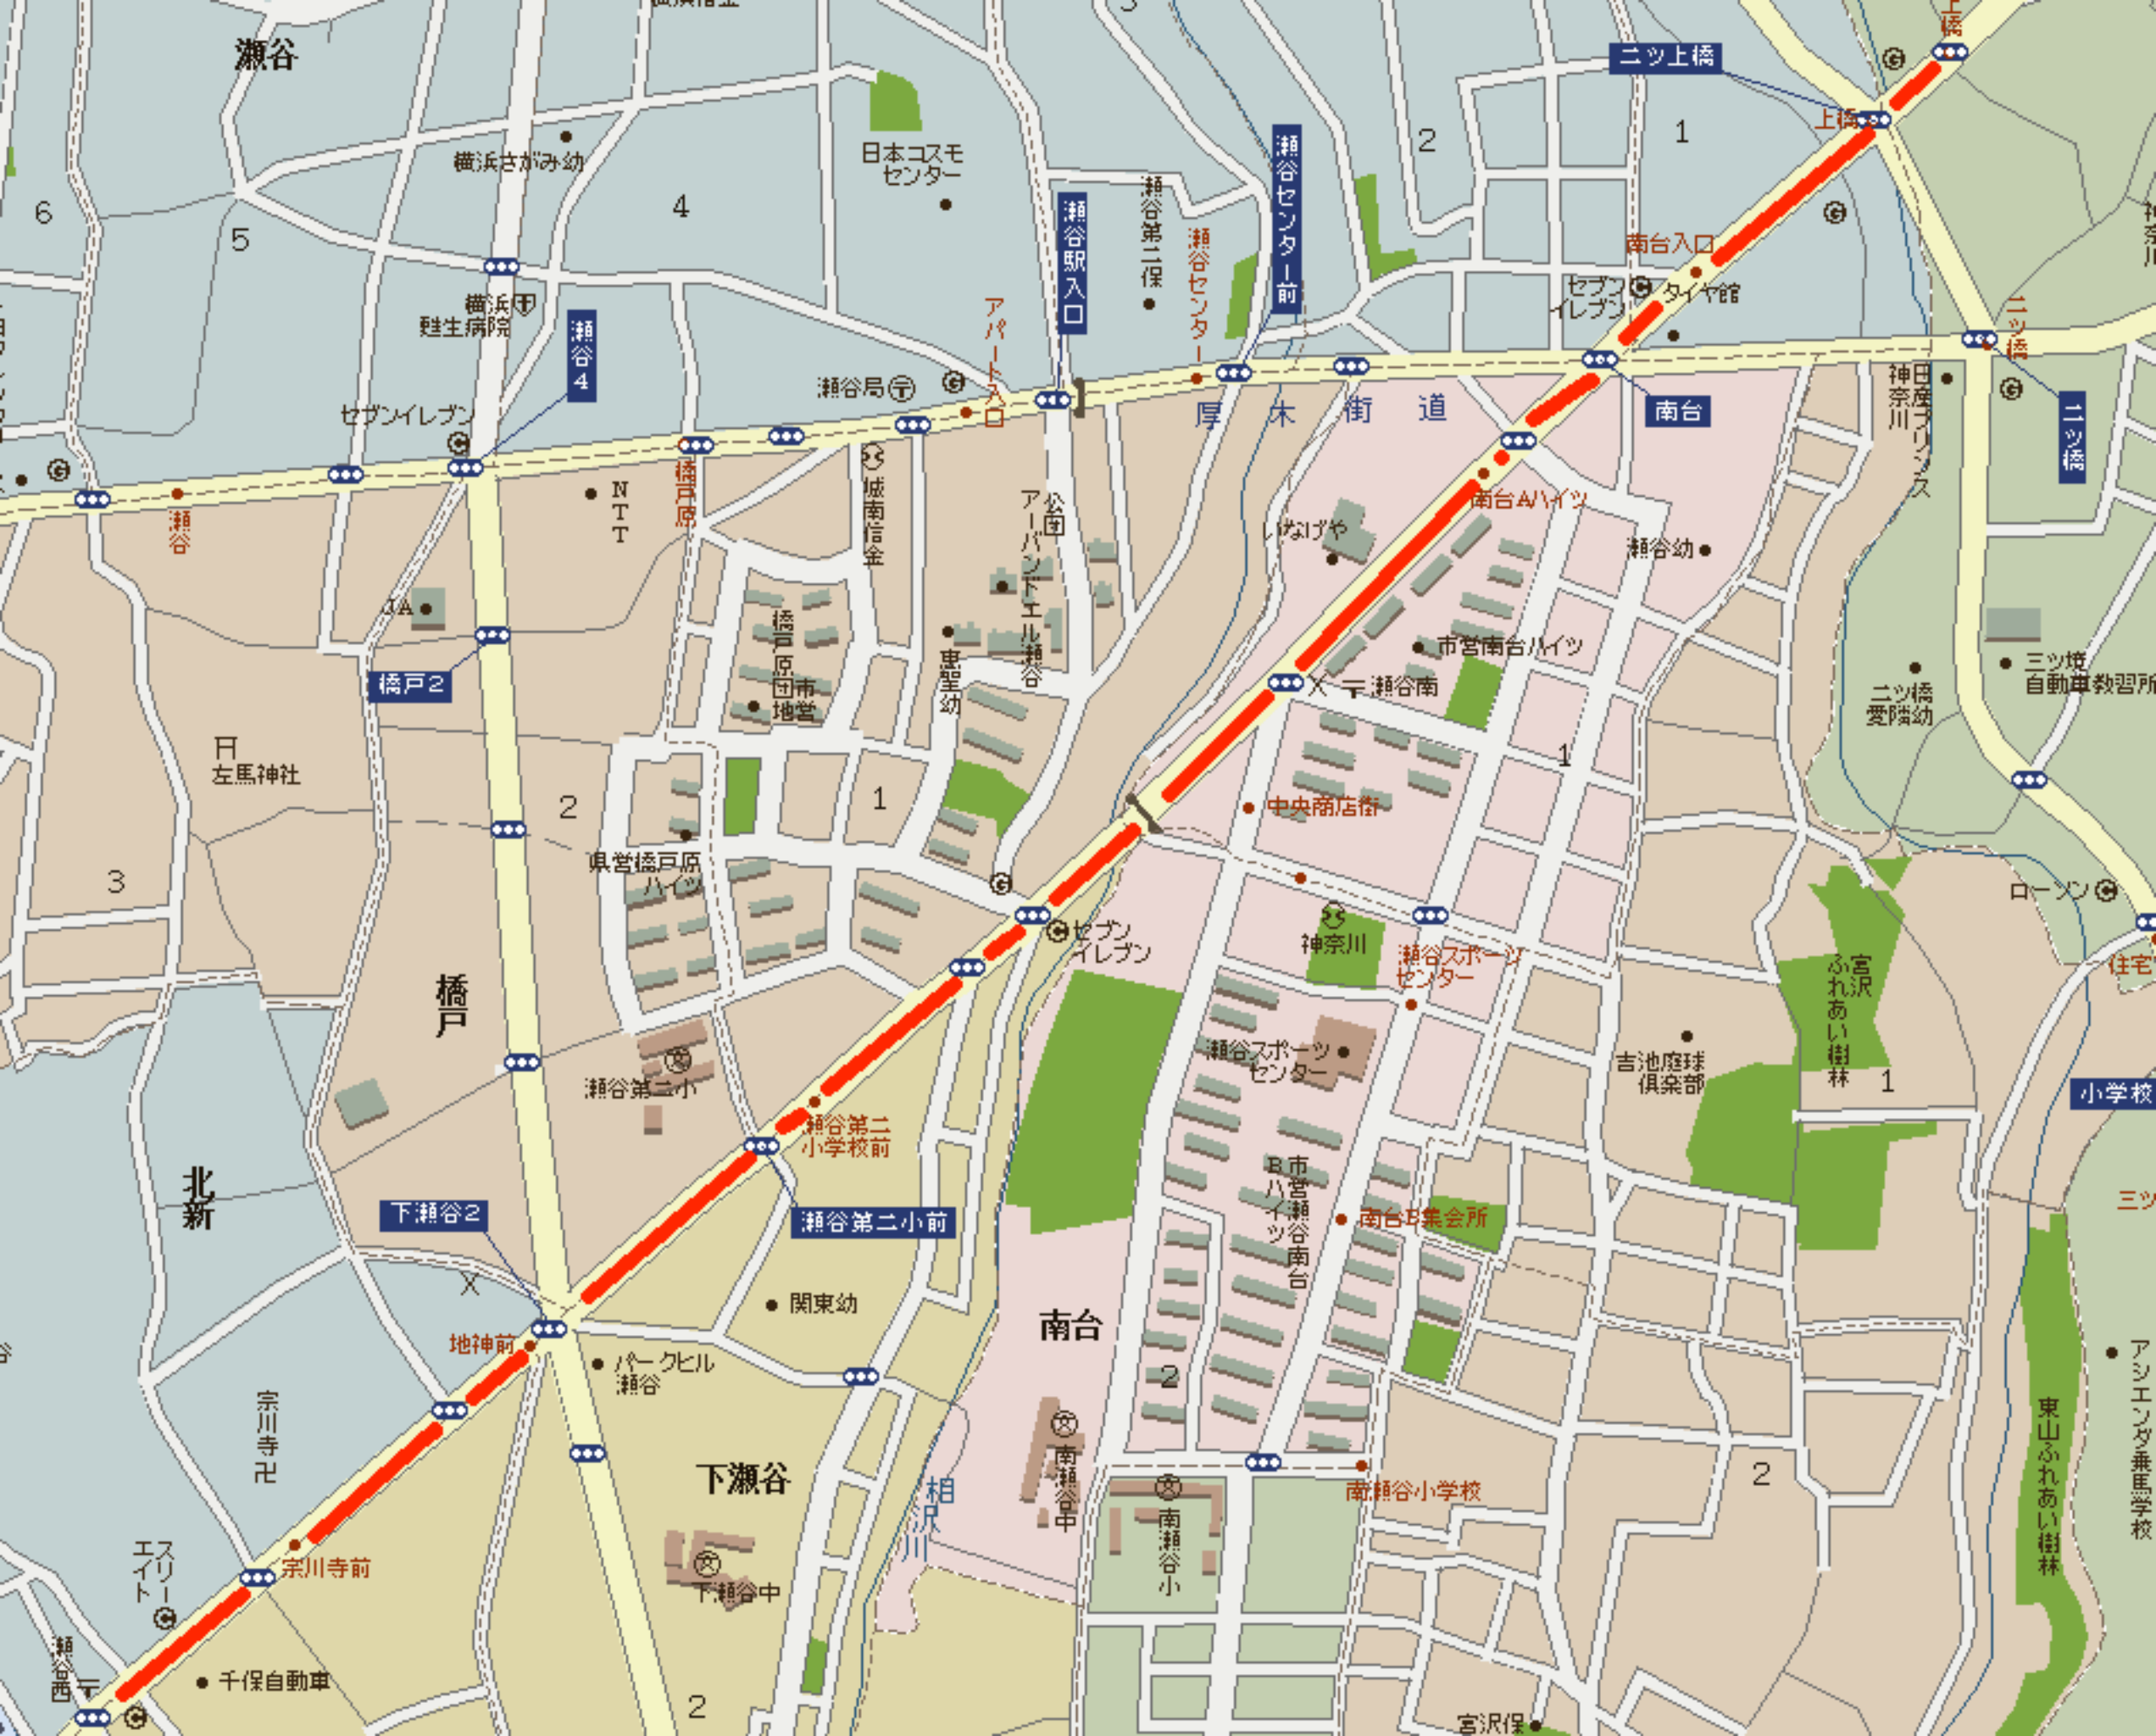 瀬谷
二ツ上橋
上橋
上橋
6
5
4
2
1
横浜さがみ幼
日本コスモ
センター
瀬谷第二保
瀬谷センター
瀬谷センター前
瀬谷駅入口
南台入口
セブン
イレブン
タイヤ館
横浜
甦生病院
瀬谷4
アパート入口
瀬谷局
セブンイレブン
厚木街道
南台
二ツ橋
二ツ橋
神奈川
日産プリンス
瀬谷
NTT
橋戸原
城南信金
公団
アーバンドエル瀬谷
いなげや
南台Aハイツ
瀬谷幼
JA
橋戸2
橋戸原
市営
団地
東聖幼
市営南台ハイツ
瀬谷南
二ツ橋
愛隣幼
三ツ境
自動車教習所
左馬神社
2
1
1
中央商店街
県営橋戸原
ハイツ
3
セブン
イレブン
神奈川
瀬谷スポーツ
センター
ローソン
住宅
橋戸
宮沢
ふれあい樹林
瀬谷第二小
瀬谷スポーツ
センター
吉池庭球
倶楽部
1
小学校
瀬谷第二
小学校前
北新
下瀬谷2
瀬谷第二小前
市営瀬谷南台
Bハイツ
南台B集会所
三ツ
関東幼
南台
地神前
パークヒル
瀬谷
2
アシエンダ乗馬学校
宗川寺
東山ふれあい樹林
下瀬谷
相沢川
南瀬谷中
南瀬谷小
南瀬谷小学校
2
スリー
エイト
宗川寺前
下瀬谷中
瀬谷西
千保自動車
2
宮沢保